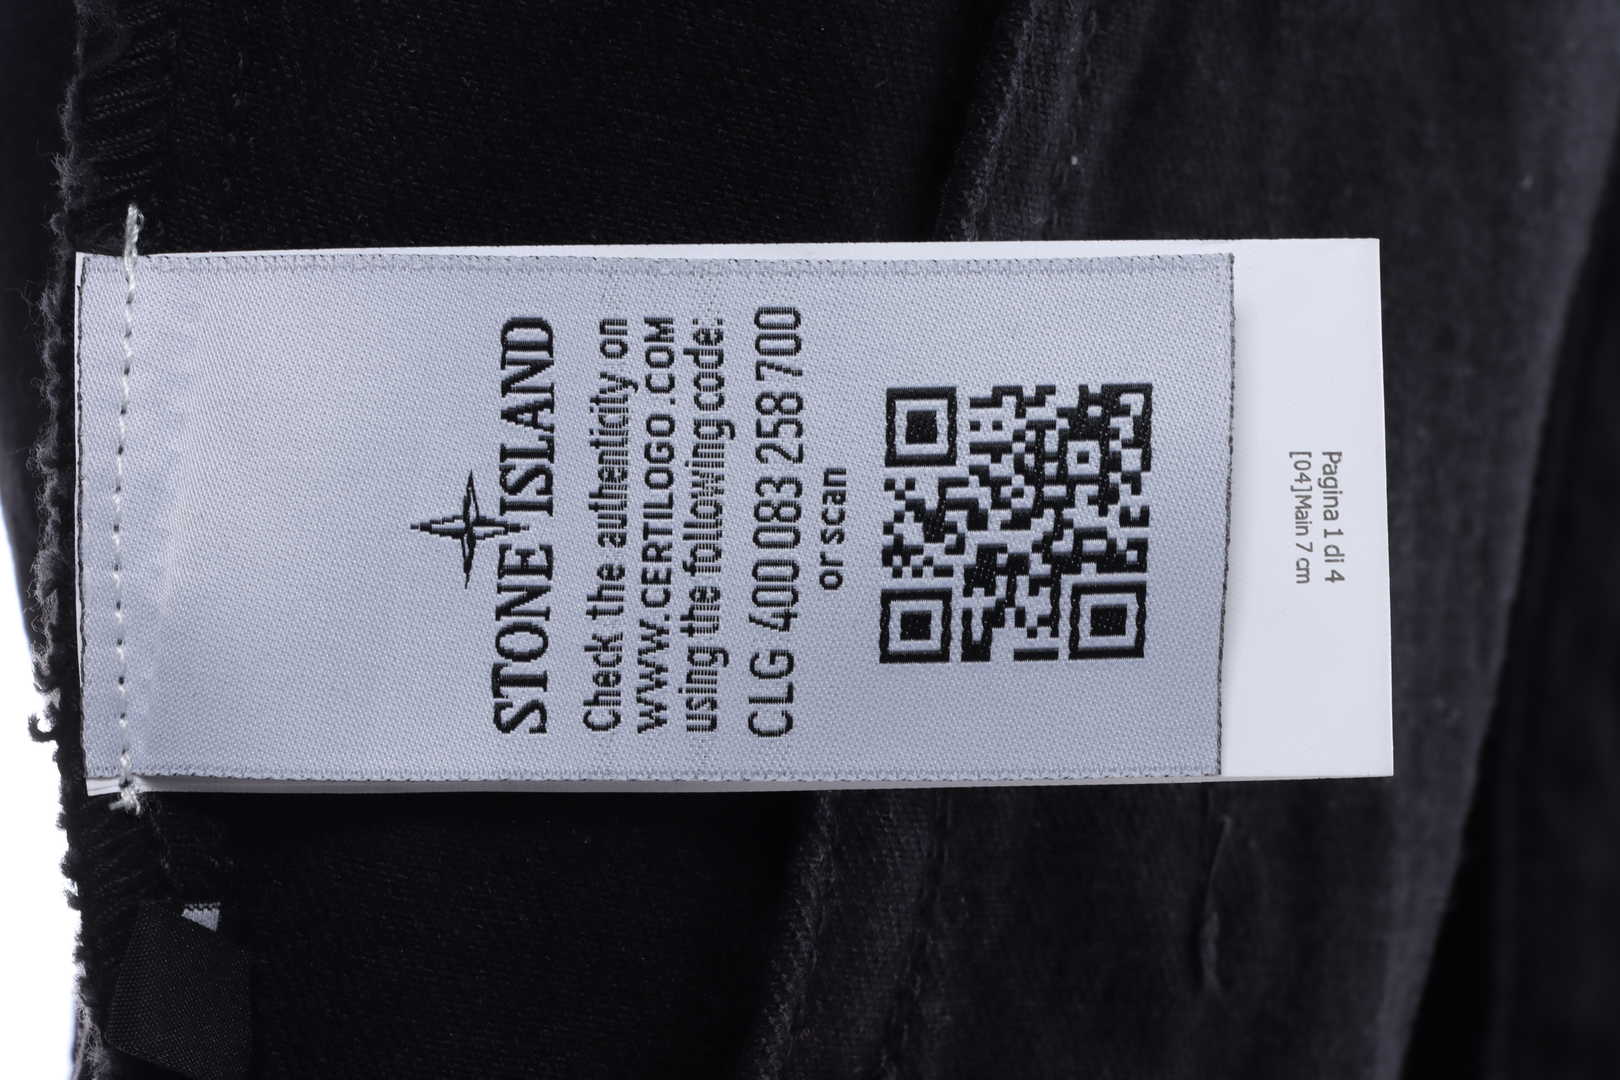 STONE ISLAND
Check the authenticity on
WWW.CERTILOGO.COM
using the following code:
CLG 400 083 258 700
or scan
Pagina 1 di 4
[04]Main 7 cm